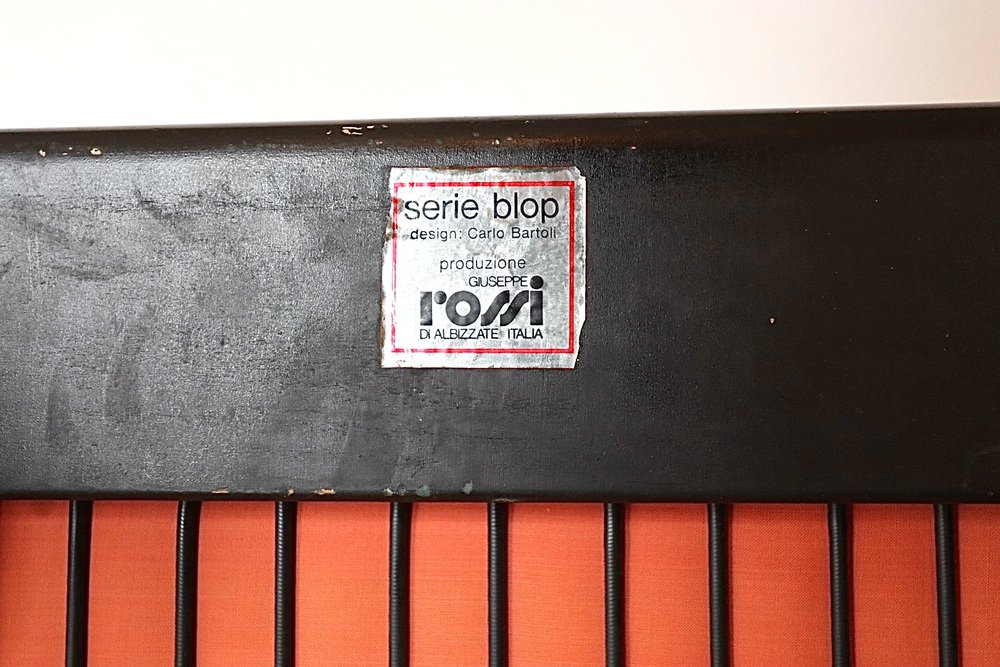 serie blop
design: Carlo Bartoli
produzione
GIUSEPPE
rossi
DI ALBIZZATE ITALIA